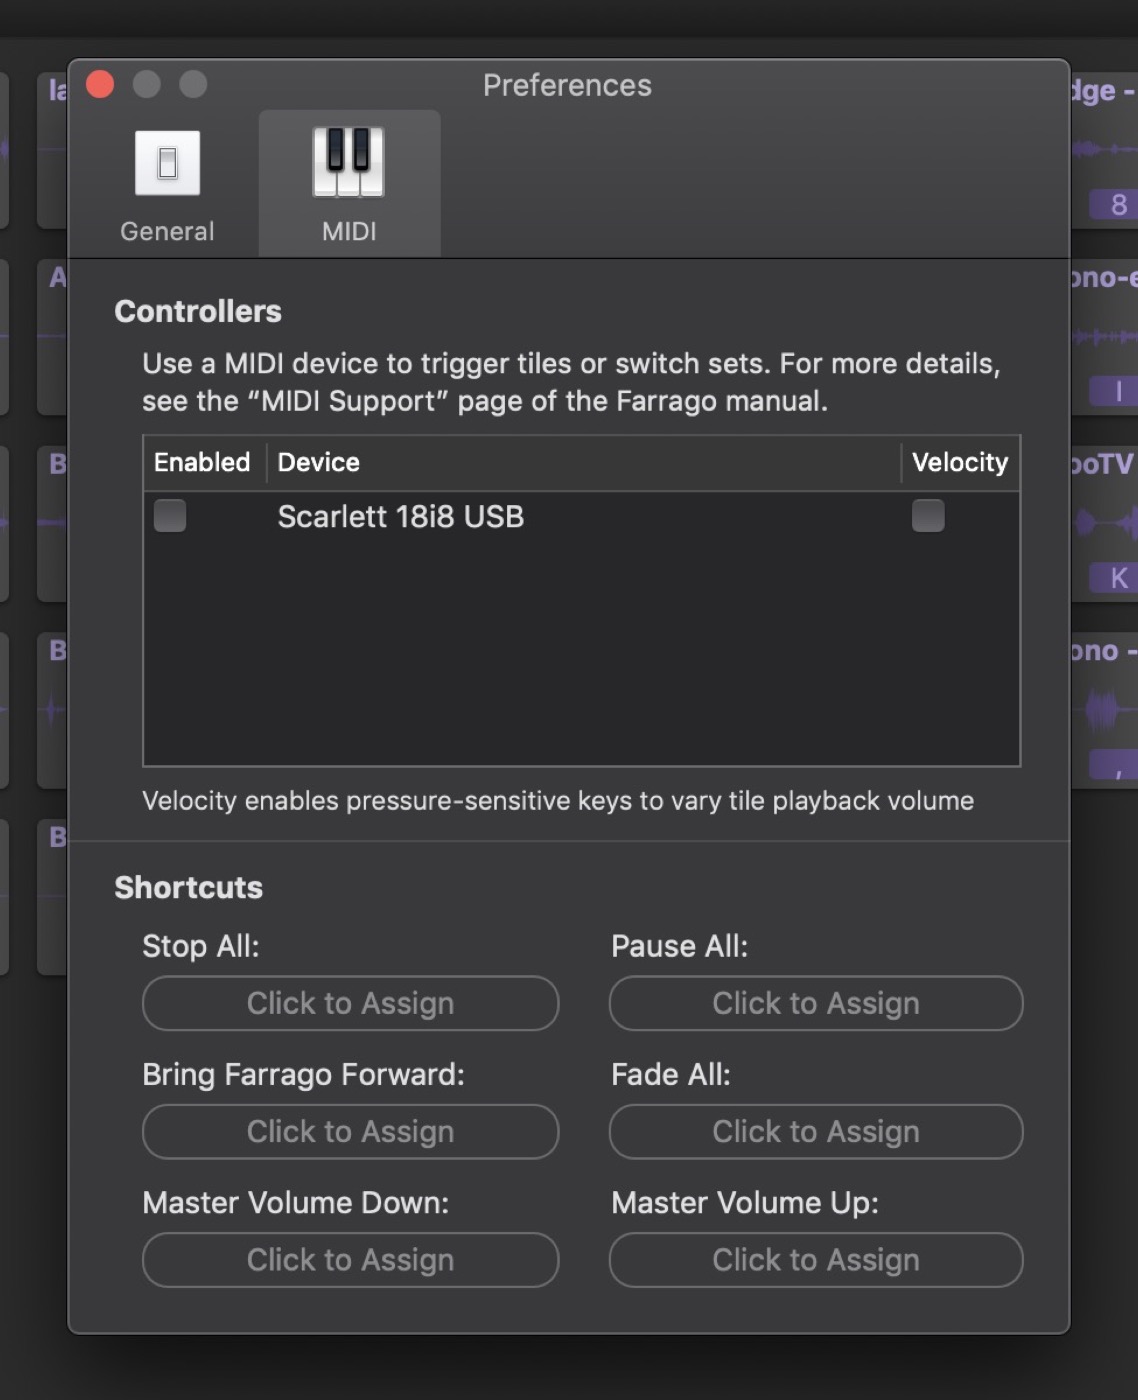 Preferences
General
MIDI
Controllers
Use a MIDI device to trigger tiles or switch sets. For more details,
see the “MIDI Support” page of the Farrago manual.
Enabled Device Velocity
Scarlett 18i8 USB
Velocity enables pressure-sensitive keys to vary tile playback volume
Shortcuts
Stop All: Pause All:
Click to Assign Click to Assign
Bring Farrago Forward: Fade All:
Click to Assign Click to Assign
Master Volume Down: Master Volume Up:
Click to Assign Click to Assign
A
B
B
B
dge -
8
ono-e
I
ooTV
K
ono -
,